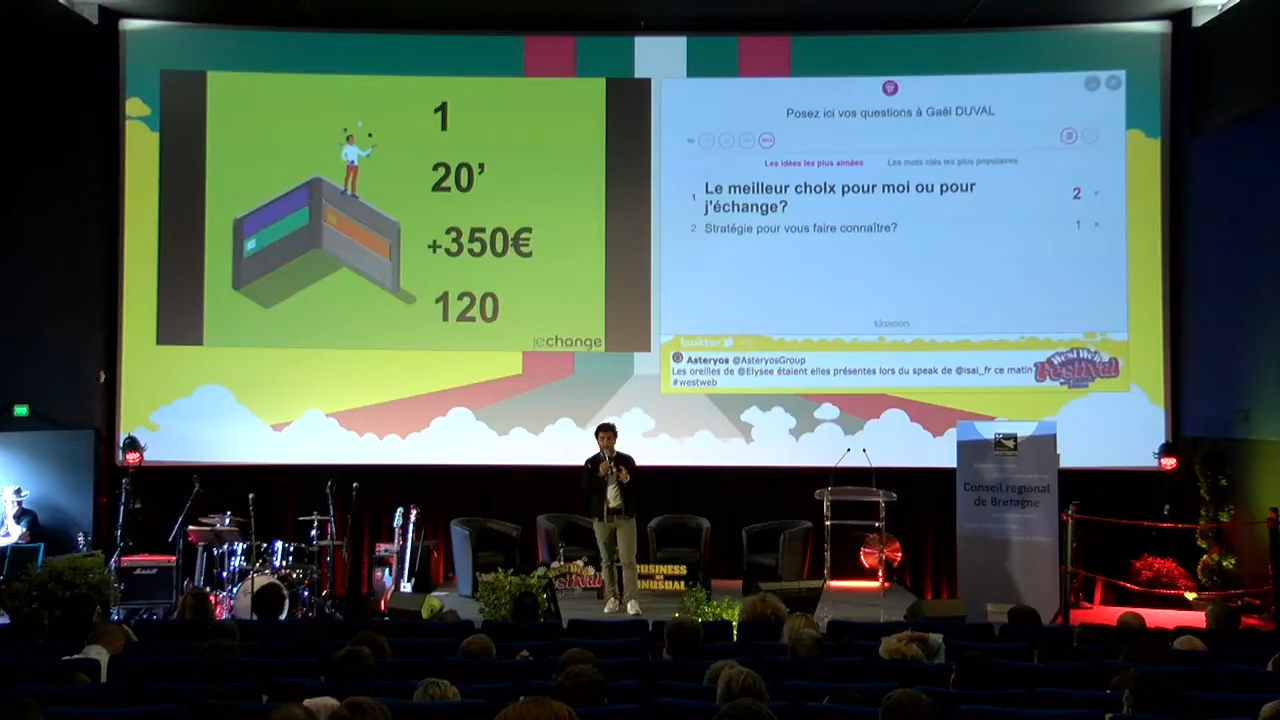 1
20'
+350€
120
jechange
Posez ici vos questions à Gaël DUVAL
Les idées les plus aimées
Les mots clés les plus populaires
1 Le meilleur choix pour moi ou pour
j'échange?
2
2 Stratégie pour vous faire connaître?
1
klaxoon
twitter
Asteryos @AsteryosGroup
Les oreilles de @Elysee étaient elles présentes lors du speak de @isai_fr ce matin
#westweb
West Web
Festival
Conseil régional
de Bretagne
Marshall
Festival
BUSINESS
UNUSUAL